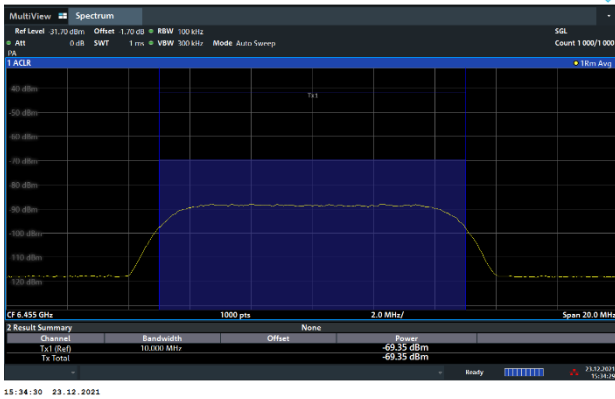 MultiView Spectrum
Ref Level 31.70 dBm Offset 1.70 dB RBW 100 kHz SGL
Att 0 dB SWT 1 ms VBW 300 kHz Mode Auto Sweep Count 1000/1000
PA
1 ACLR 1Rm Avg
Tx1
-40 dBm
-50 dBm
-60 dBm
-70 dBm
-80 dBm
-90 dBm
-100 dBm
-110 dBm
-120 dBm
CF 6.455 GHz 1000 pts 2.0 MHz/ Span 20.0 MHz
2 Result Summary None
Channel Bandwidth Offset Power
Tx1 (Ref) 10.000 MHz -69.35 dBm
Tx Total -69.35 dBm
Ready 23.12.2021
15:34:29
15:34:30 23.12.2021